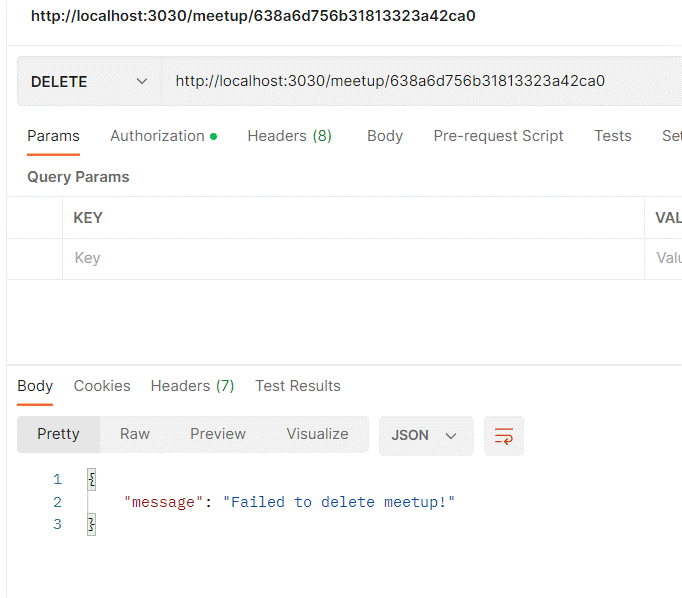 http://localhost:3030/meetup/638a6d756b31813323a42ca0
DELETE http://localhost:3030/meetup/638a6d756b31813323a42ca0
Params Authorization Headers (8) Body Pre-request Script Tests Set
Query Params
KEY VAL
Key Valu
Body Cookies Headers (7) Test Results
Pretty Raw Preview Visualize JSON
1 {
2 "message": "Failed to delete meetup!"
3 }